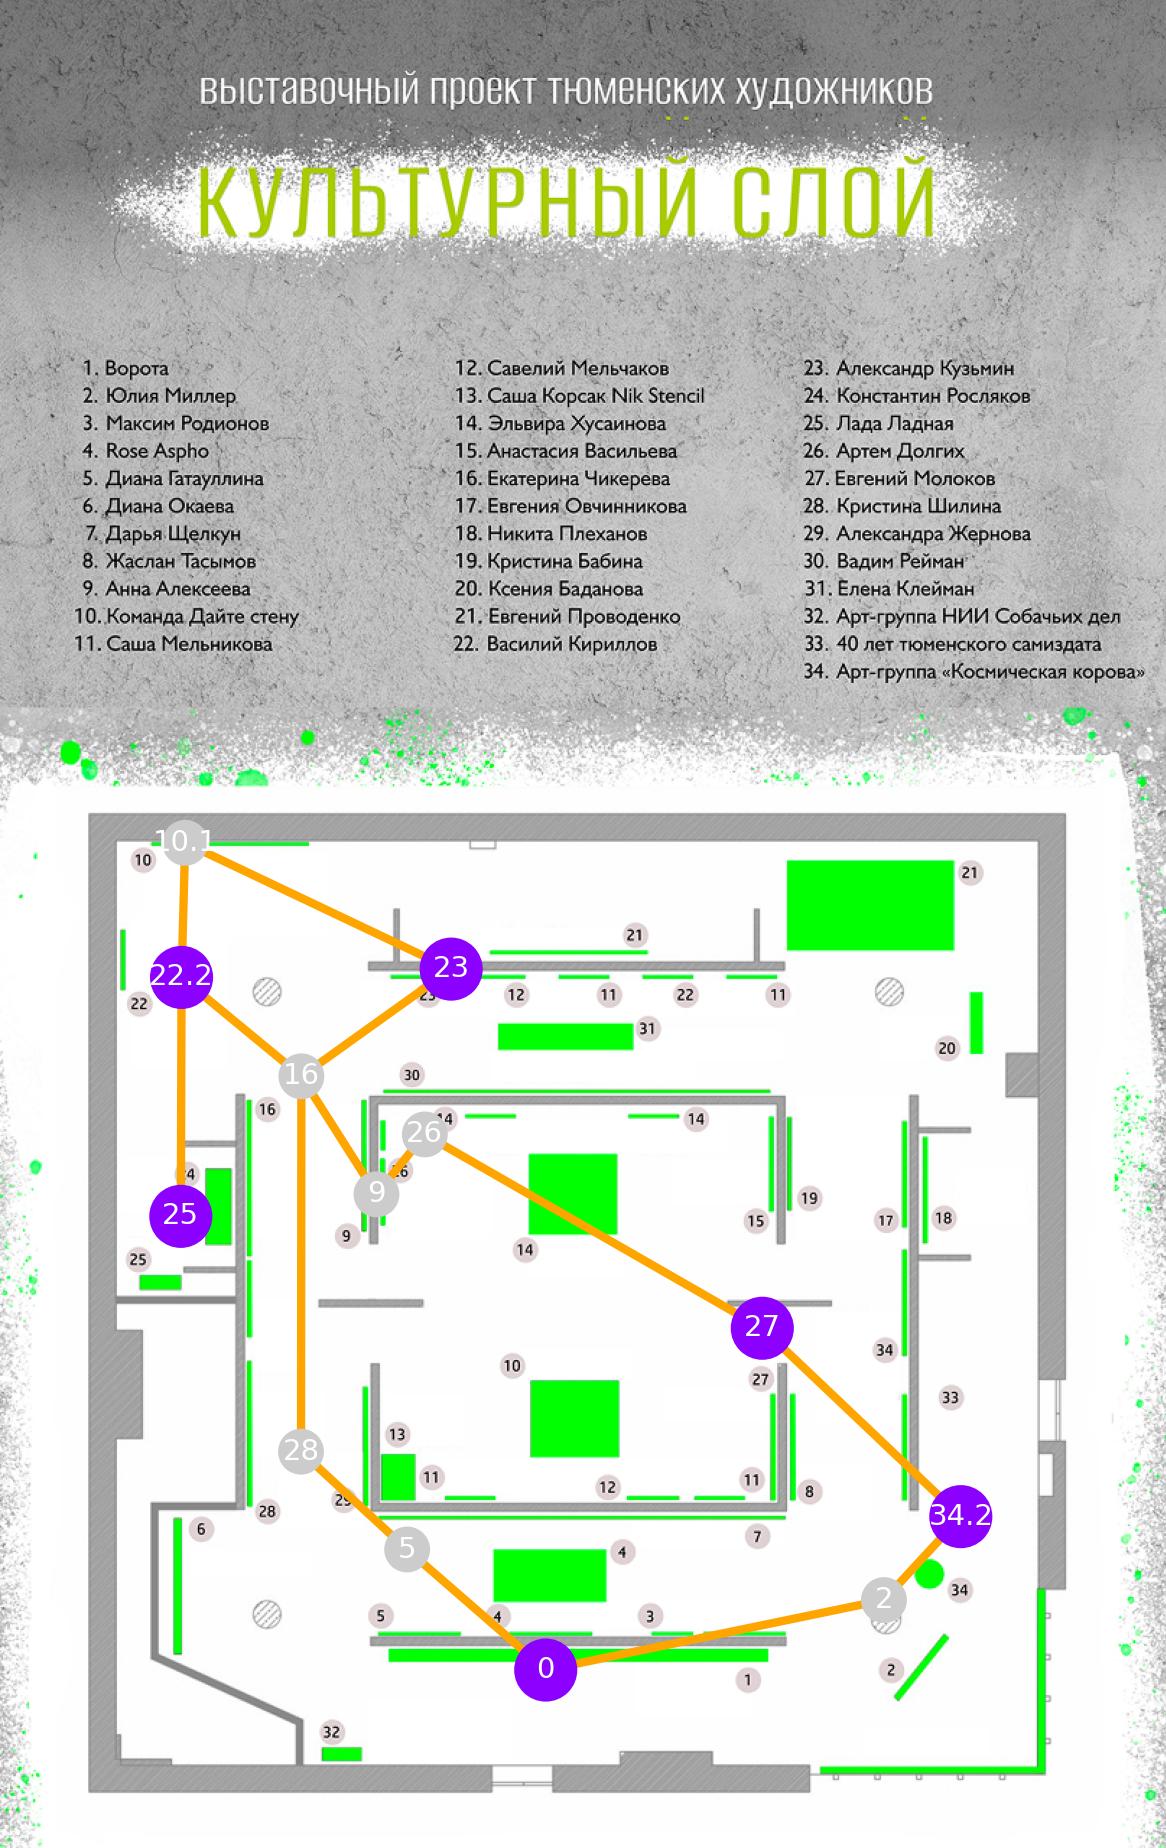 выставочный проект тюменских художников
КУЛЬТУРНЫЙ СЛОЙ
1. Ворота
2. Юлия Миллер
3. Максим Родионов
4. Rose Aspho
5. Диана Гатауллина
6. Диана Окаева
7. Дарья Щелкун
8. Жаслан Тасымов
9. Анна Алексеева
10. Команда Дайте стену
11. Саша Мельникова
12. Савелий Мельчаков
13. Саша Корсак Nik Stencil
14. Эльвира Хусаинова
15. Анастасия Васильева
16. Екатерина Чикерева
17. Евгения Овчинникова
18. Никита Плеханов
19. Кристина Бабина
20. Ксения Баданова
21. Евгений Проводенко
22. Василий Кириллов
23. Александр Кузьмин
24. Константин Росляков
25. Лада Ладная
26. Артем Долгих
27. Евгений Молоков
28. Кристина Шилина
29. Александра Жернова
30. Вадим Рейман
31. Елена Клейман
32. Арт-группа НИИ Собачьих дел
33. 40 лет тюменского самиздата
34. Арт-группа «Космическая корова»
10.1
10
21
21
23
22.2
22
23
12
11
22
11
31
20
16
30
16
14
14
26
26
9
24
25
9
15
19
17
18
14
25
27
34
10
27
33
13
28
11
12
11
8
29
28
6
34.2
7
5
4
34
2
5
4
3
0
1
2
32